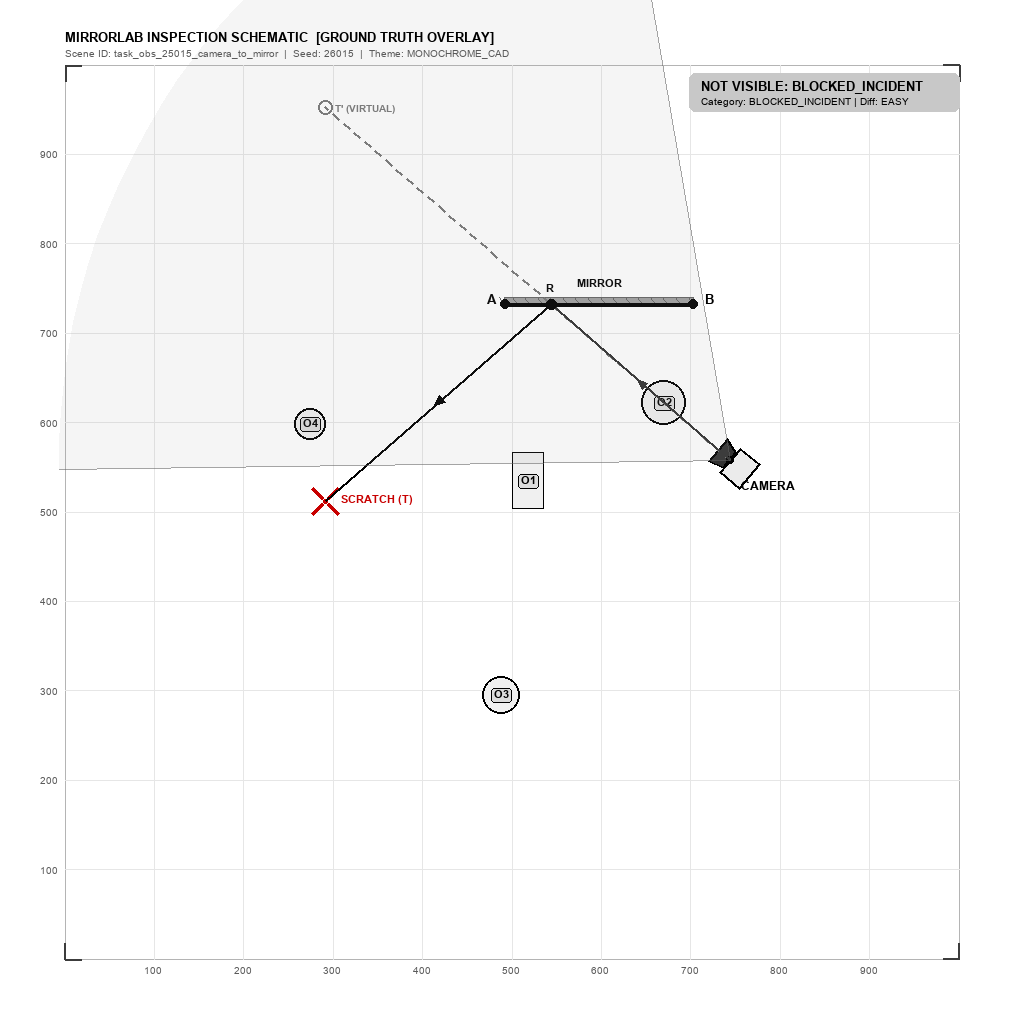 MIRRORLAB INSPECTION SCHEMATIC [GROUND TRUTH OVERLAY]
Scene ID: task_obs_25015_camera_to_mirror | Seed: 26015 | Theme: MONOCHROME_CAD
NOT VISIBLE: BLOCKED_INCIDENT
Category: BLOCKED_INCIDENT | Diff: EASY
T' (VIRTUAL)
900
800
MIRROR
R
A
B
700
600
O2
O4
O1
CAMERA
SCRATCH (T)
500
400
300
O3
200
100
100 200 300 400 500 600 700 800 900